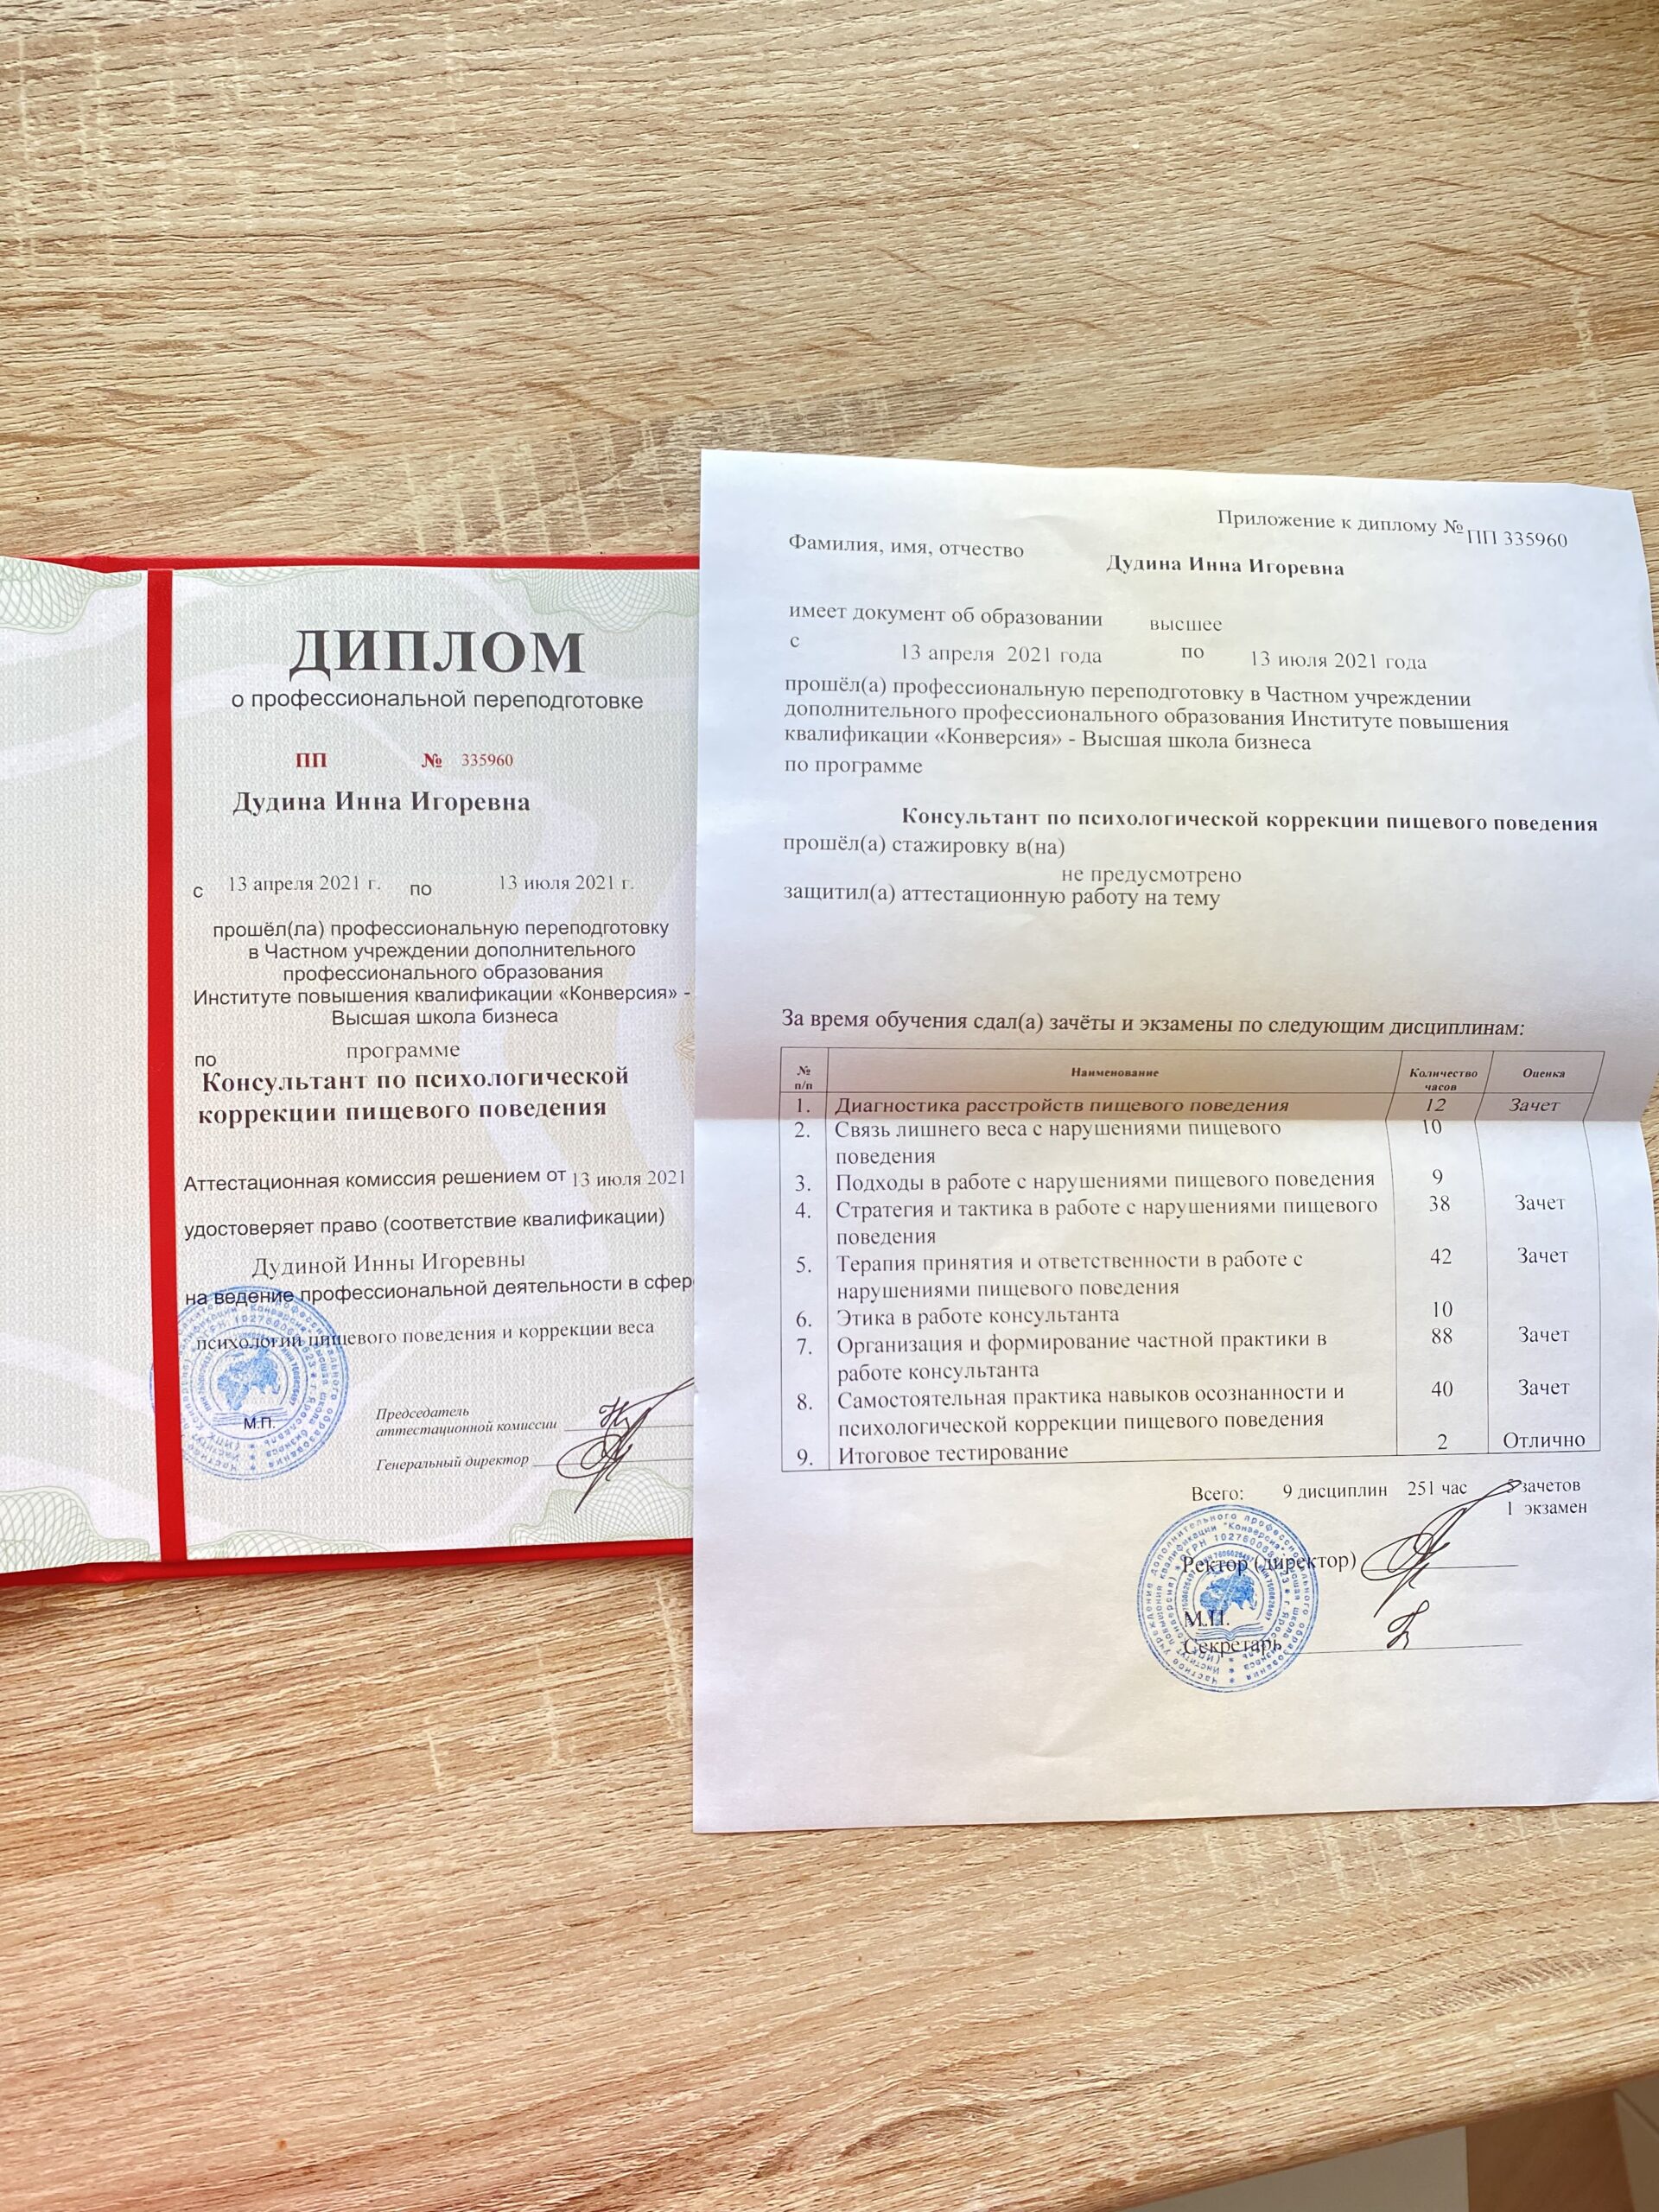 ДИПЛОМ
о профессиональной переподготовке
ПП № 335960
Дудина Инна Игоревна
с 13 апреля 2021 г. по 13 июля 2021 г.
прошёл(ла) профессиональную переподготовку
в Частном учреждении дополнительного
профессионального образования
Институте повышения квалификации «Конверсия» -
Высшая школа бизнеса
по программе
Консультант по психологической
коррекции пищевого поведения
Аттестационная комиссия решением от 13 июля 2021
удостоверяет право (соответствие квалификации)
Дудиной Инны Игоревны
на ведение профессиональной деятельности в сфер
психологии пищевого поведения и коррекции веса
М.П.
Председатель
аттестационной комиссии
Генеральный директор
Приложение к диплому № ПП 335960
Фамилия, имя, отчество
Дудина Инна Игоревна
имеет документ об образовании высшее
с 13 апреля 2021 года по 13 июля 2021 года
прошёл(а) профессиональную переподготовку в Частном учреждении
дополнительного профессионального образования Институте повышения
квалификации «Конверсия» - Высшая школа бизнеса
по программе
Консультант по психологической коррекции пищевого поведения
прошёл(а) стажировку в(на)
не предусмотрено
защитил(а) аттестационную работу на тему
За время обучения сдал(а) зачёты и экзамены по следующим дисциплинам:
№ п/п Наименование Количество часов Оценка
1. Диагностика расстройств пищевого поведения 12 Зачет
2. Связь лишнего веса с нарушениями пищевого 10
поведения
3. Подходы в работе с нарушениями пищевого поведения 9
4. Стратегия и тактика в работе с нарушениями пищевого 38 Зачет
поведения
5. Терапия принятия и ответственности в работе с 42 Зачет
нарушениями пищевого поведения
6. Этика в работе консультанта 10
7. Организация и формирование частной практики в 88 Зачет
работе консультанта
8. Самостоятельная практика навыков осознанности и 40 Зачет
психологической коррекции пищевого поведения
9. Итоговое тестирование 2 Отлично
Всего: 9 дисциплин 251 час зачетов
1 экзамен
Ректор (директор)
М.П.
Секретарь